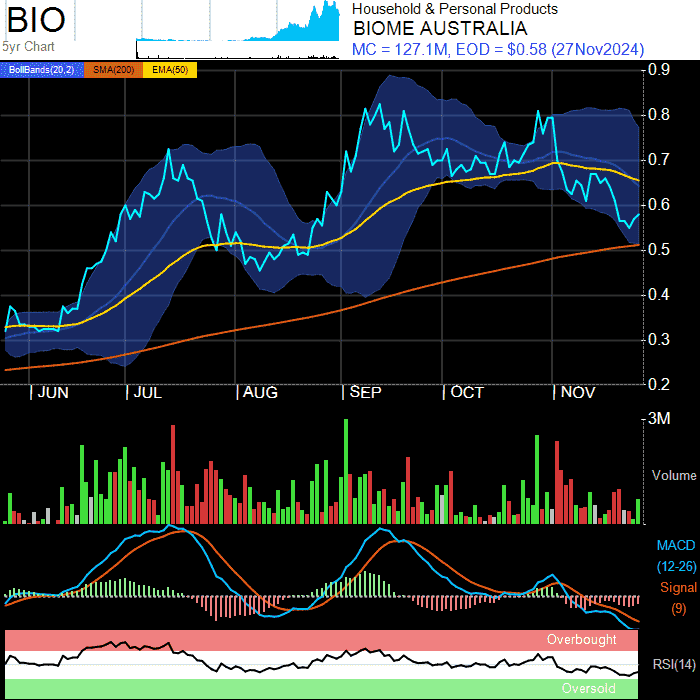 BIO
5yr Chart
Household & Personal Products
BIOME AUSTRALIA
MC = 127.1M, EOD = $0.58 (27Nov2024)
BollBands(20,2) SMA(200) EMA(50)
0.9
0.8
0.7
0.6
0.5
0.4
0.3
0.2
JUN JUL AUG SEP OCT NOV
3M
Volume
MACD
(12-26)
Signal
(9)
Overbought
RSI(14)
Oversold